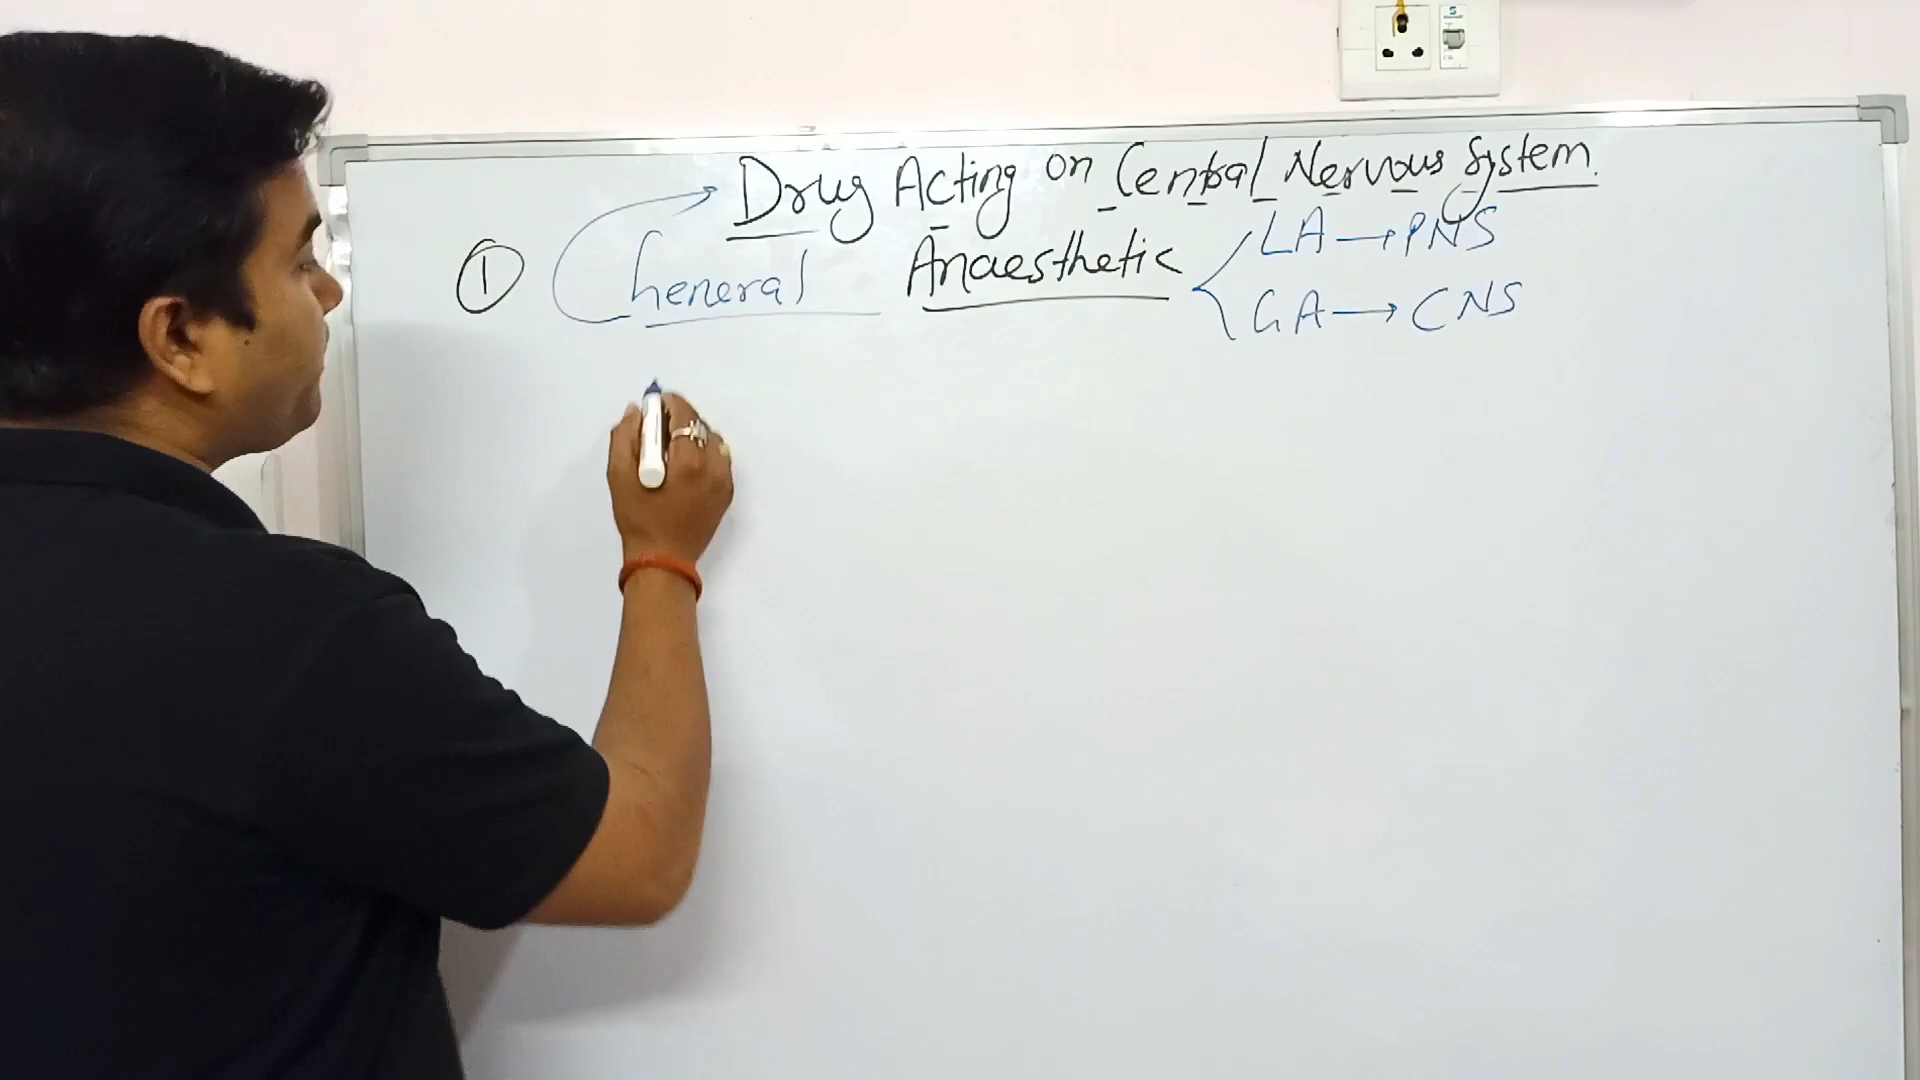 Drug Acting on Central Nervous System.
① General Anaesthetic
LA → PNS
GA → CNS